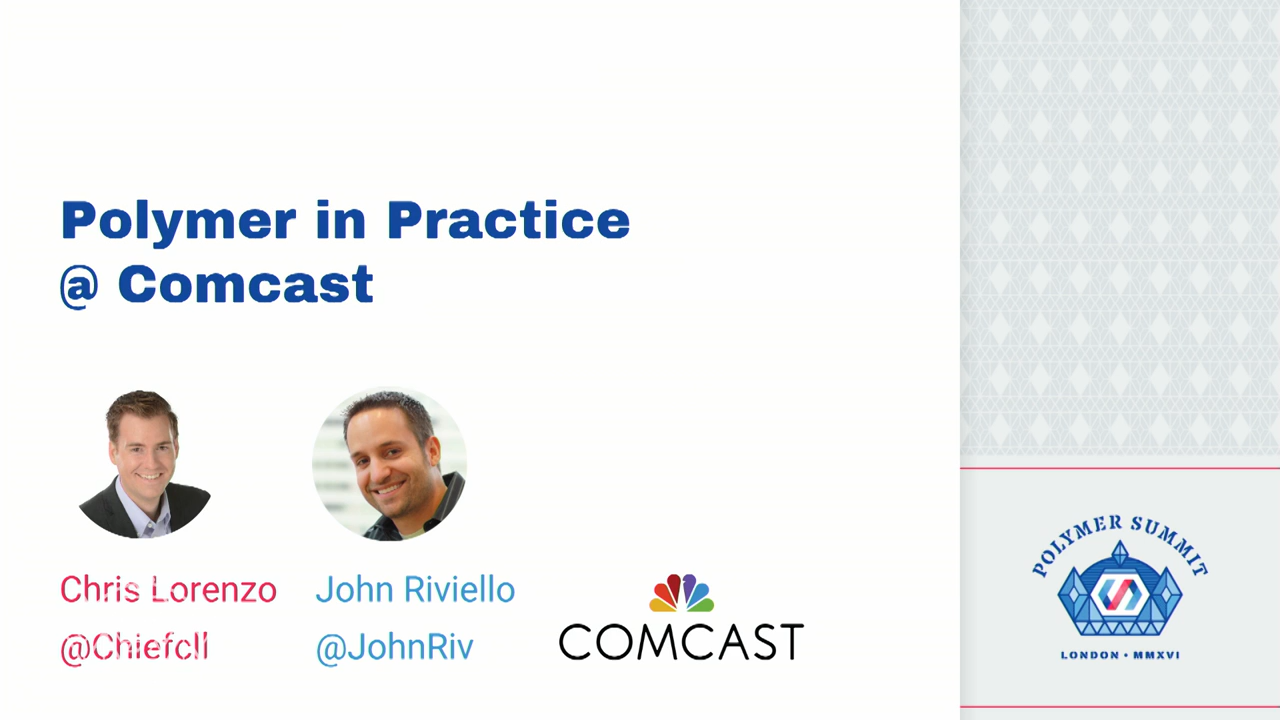 Polymer in Practice
@ Comcast
Chris Lorenzo
@Chiefcll
John Riviello
@JohnRiv
COMCAST
POLYMER SUMMIT
LONDON • MMXVI